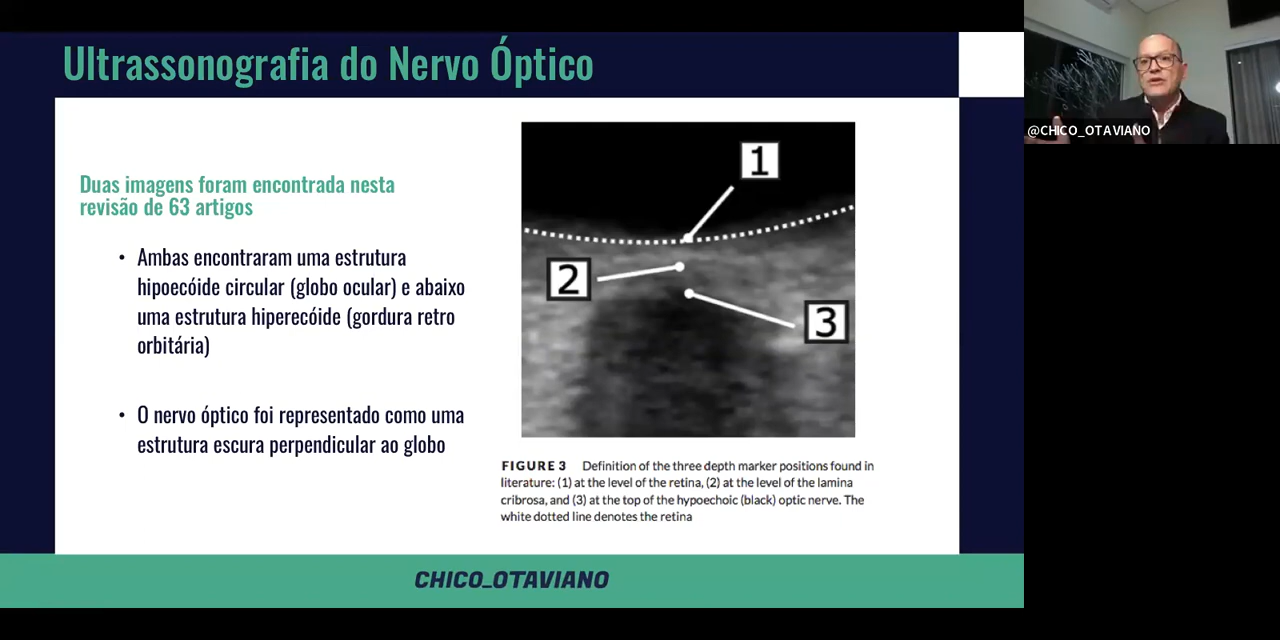 Ultrassonografia do Nervo Óptico
@CHICO_OTAVIANO
Duas imagens foram encontrada nesta
revisão de 63 artigos
• Ambas encontraram uma estrutura
hipoecóide circular (globo ocular) e abaixo
uma estrutura hiperecóide (gordura retro
orbitária)
• O nervo óptico foi representado como uma
estrutura escura perpendicular ao globo
1
2
3
FIGURE 3 Definition of the three depth marker positions found in
literature: (1) at the level of the retina, (2) at the level of the lamina
cribrosa, and (3) at the top of the hypoechoic (black) optic nerve. The
white dotted line denotes the retina
CHICO_OTAVIANO